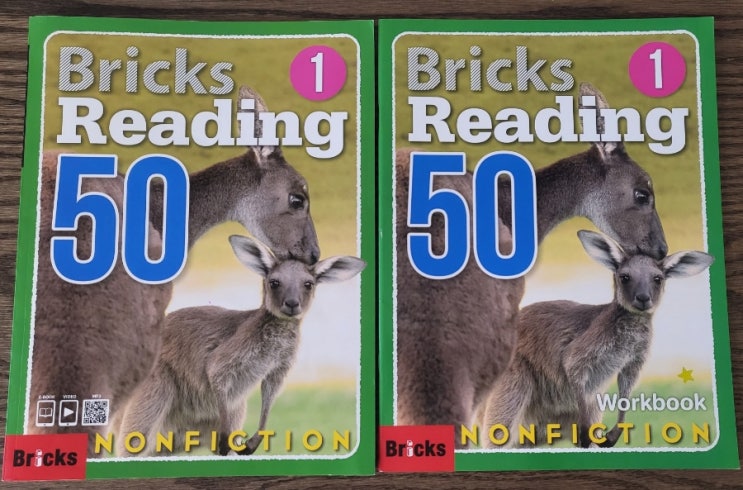 Bricks
Reading
50
1
E-BOOK VIDEO MP3
Bricks
NONFICTION
Bricks
Reading
50
1
Workbook
Bricks
NONFICTION